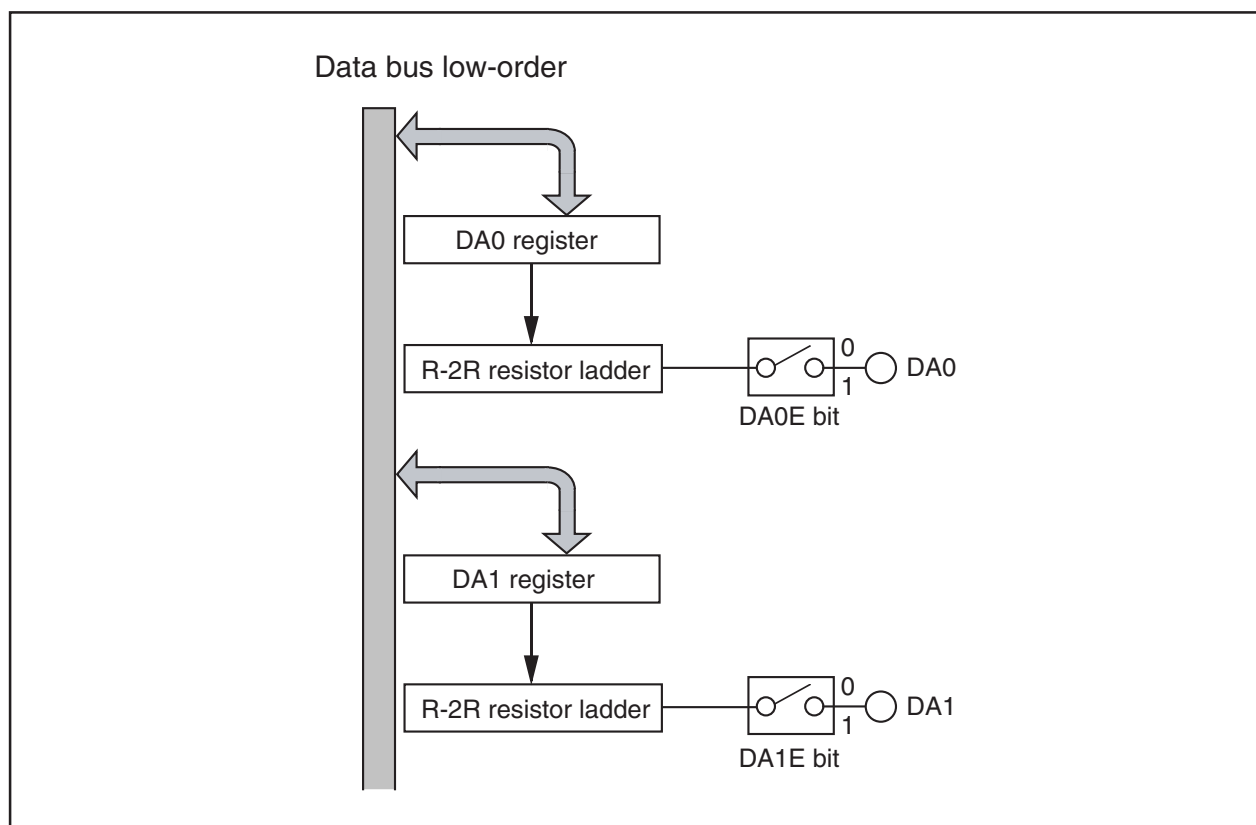 Data bus low-order
DA0 register
R-2R resistor ladder
0
1
DA0
DA0E bit
DA1 register
R-2R resistor ladder
0
1
DA1
DA1E bit